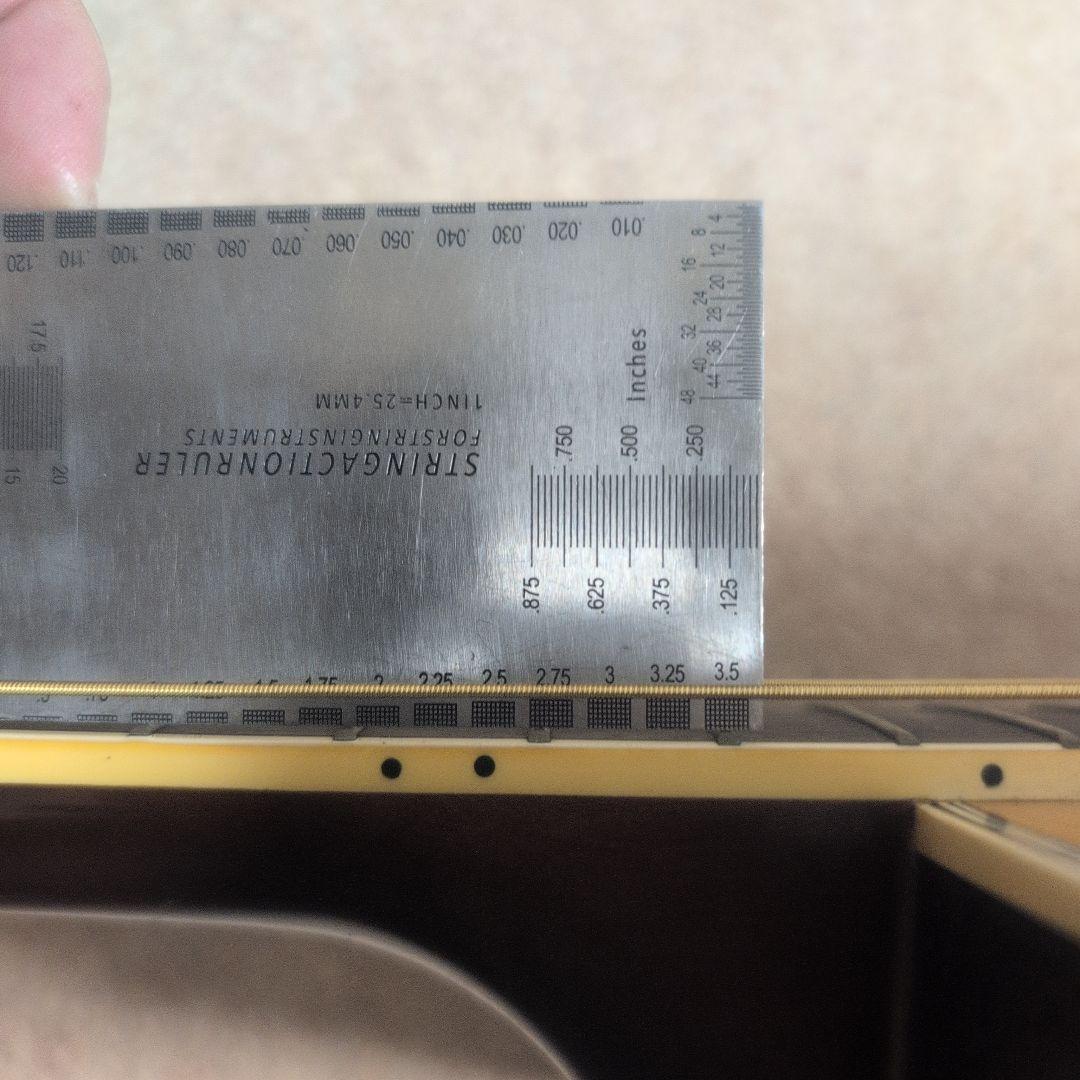 .120 .110 .100 .090 .080 .070 .060 .050 .040 .030 .020 .010
4
8
12
16
20
24
28
32
36
40
44
48
17.5
15
20
Inches
1INCH=25.4MM
FORSTRINGINSTRUMENTS
STRINGACTIONRULER
.750 .500 .250
.875 .625 .375 .125
1.5 1.75 2 2.25 2.5 2.75 3 3.25 3.5